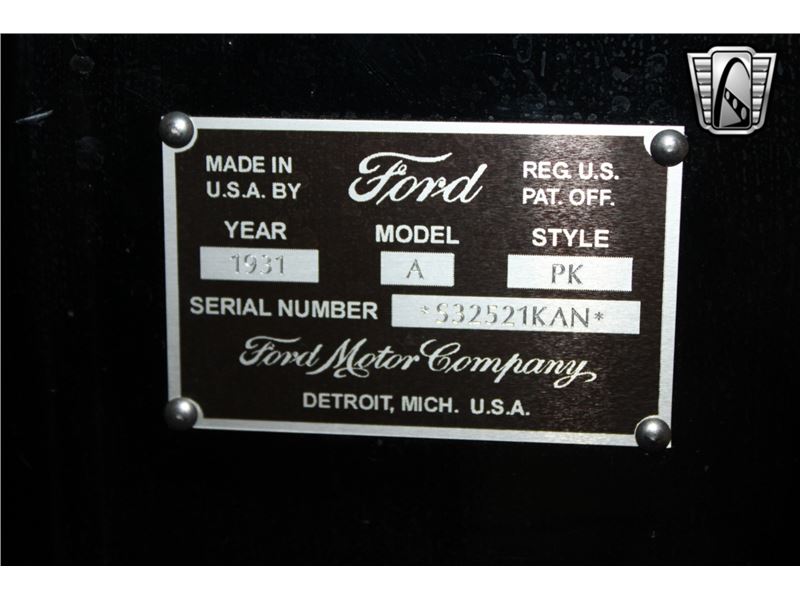 MADE IN U.S.A. BY
Ford
REG. U.S. PAT. OFF.
YEAR
MODEL
STYLE
1931
A
PK
SERIAL NUMBER *S32521KAN*
Ford Motor Company
DETROIT, MICH. U.S.A.